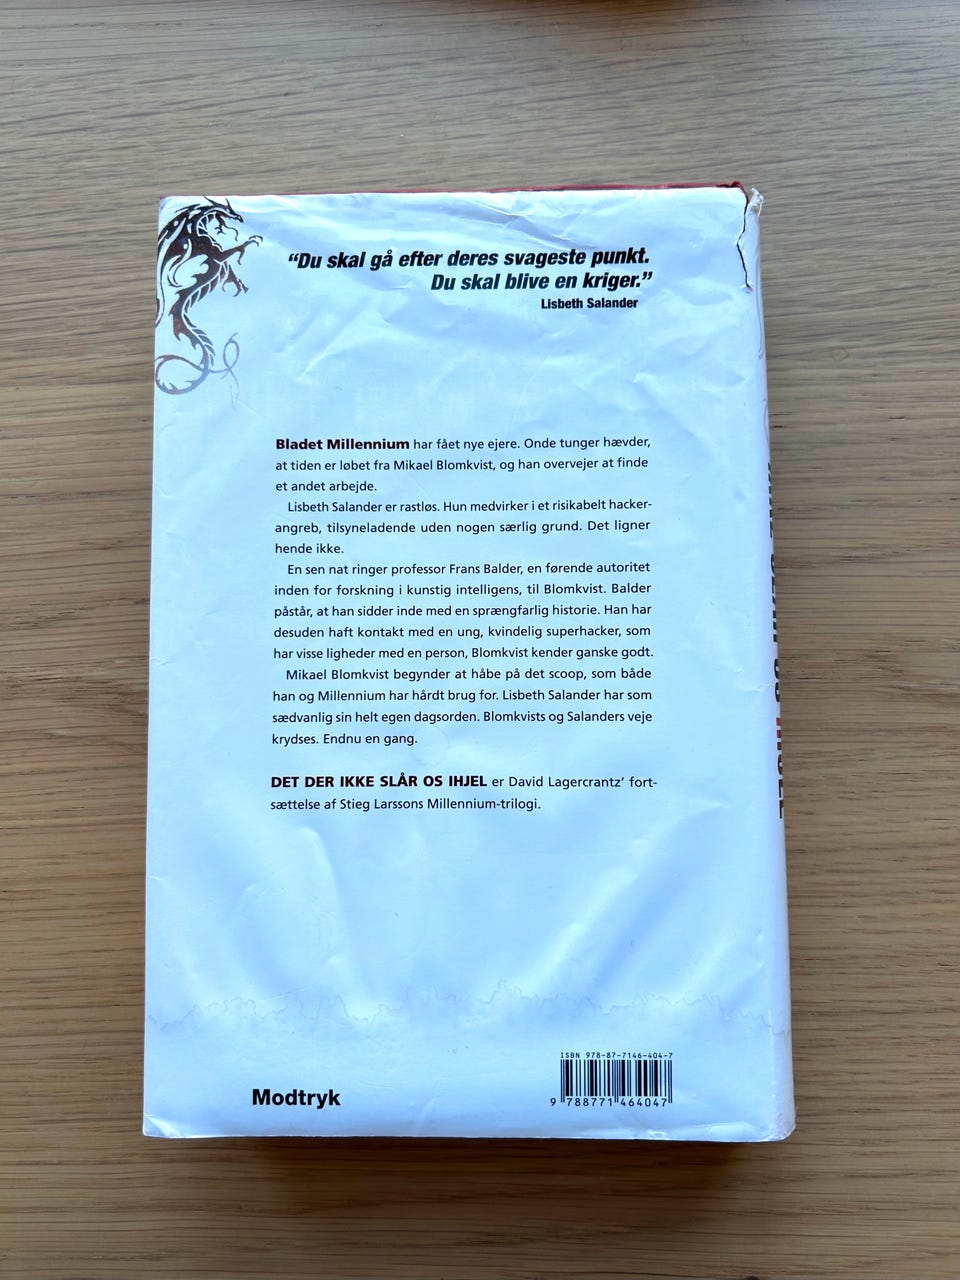 “Du skal gå efter deres svageste punkt.
Du skal blive en kriger.”
Lisbeth Salander
Bladet Millennium har fået nye ejere. Onde tunger hævder,
at tiden er løbet fra Mikael Blomkvist, og han overvejer at finde
et andet arbejde.
Lisbeth Salander er rastløs. Hun medvirker i et risikabelt hacker-
angreb, tilsyneladende uden nogen særlig grund. Det ligner
hende ikke.
En sen nat ringer professor Frans Balder, en førende autoritet
inden for forskning i kunstig intelligens, til Blomkvist. Balder
påstår, at han sidder inde med en sprængfarlig historie. Han har
desuden haft kontakt med en ung, kvindelig superhacker, som
har visse ligheder med en person, Blomkvist kender ganske godt.
Mikael Blomkvist begynder at håbe på det scoop, som både
han og Millennium har hårdt brug for. Lisbeth Salander har som
sædvanlig sin helt egen dagsorden. Blomkvists og Salanders veje
krydses. Endnu en gang.
DET DER IKKE SLÅR OS IHJEL er David Lagercrantz’ fort-
sættelse af Stieg Larssons Millennium-trilogi.
Modtryk
ISBN 978-87-7146-404-7
9 788771 464047